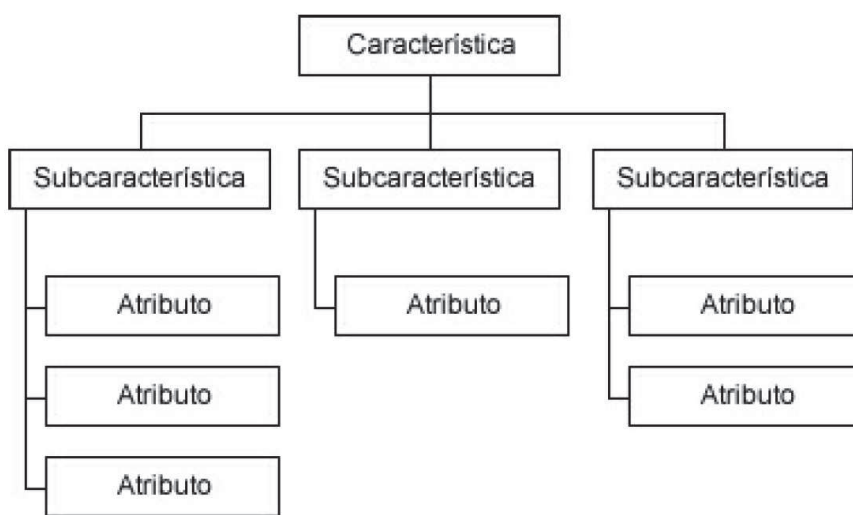 Característica
Subcaracterística
Subcaracterística
Subcaracterística
Atributo
Atributo
Atributo
Atributo
Atributo
Atributo